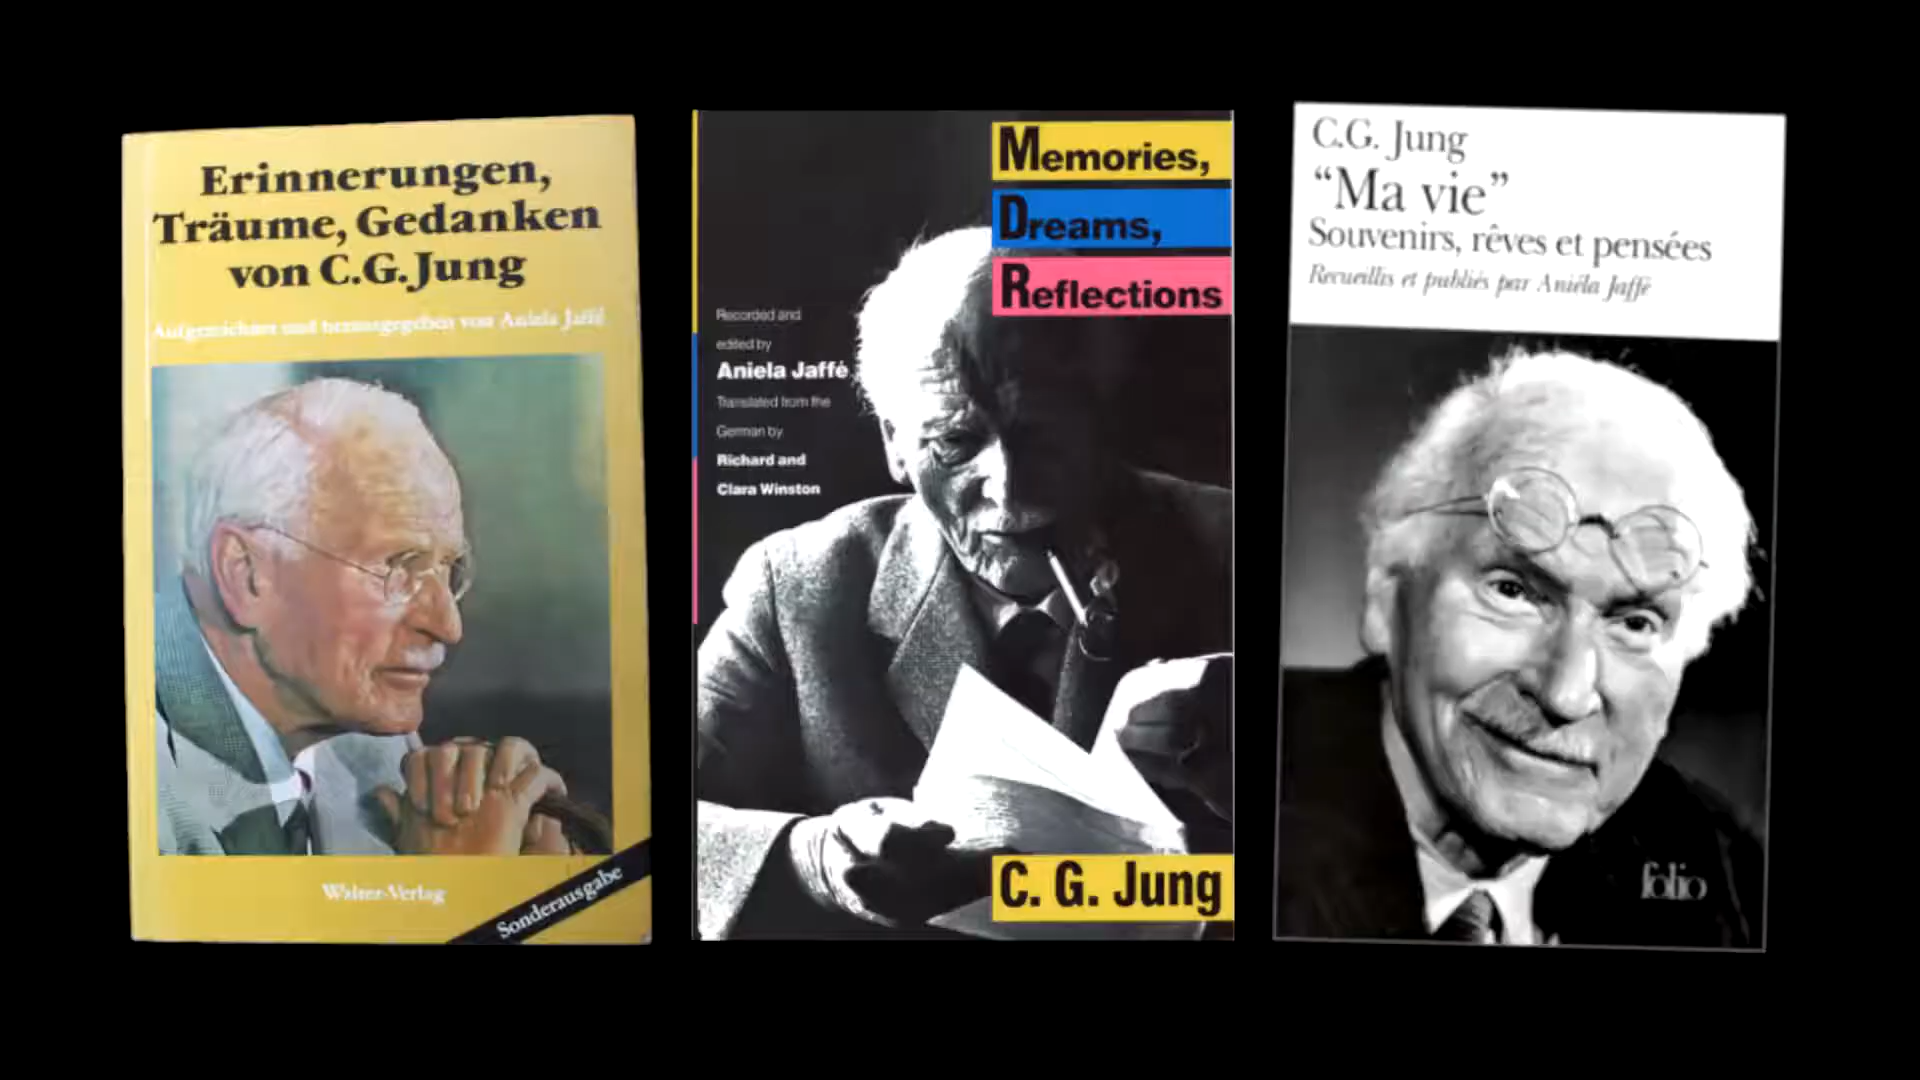 Erinnerungen,
Träume, Gedanken
von C.G.Jung
Aufgezeichnet und herausgegeben von Aniela Jaffé
Walter-Verlag
Sonderausgabe
Memories,
Dreams,
Reflections
Recorded and
edited by
Aniela Jaffé
Translated from the
German by
Richard and
Clara Winston
C. G. Jung
C.G. Jung
“Ma vie”
Souvenirs, rêves et pensées
Recueillis et publiés par Aniéla Jaffé
folio